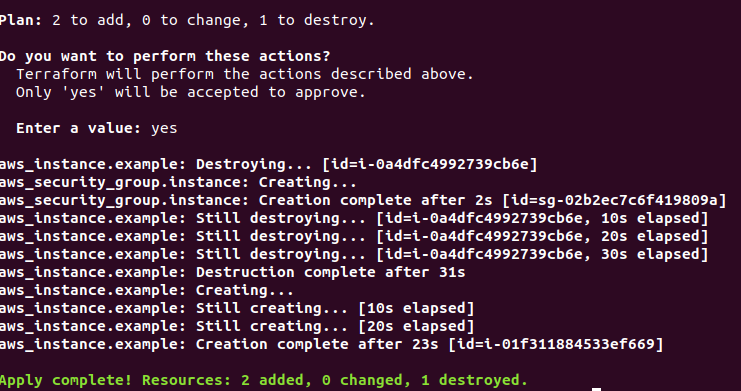 Plan: 2 to add, 0 to change, 1 to destroy.
Do you want to perform these actions?
Terraform will perform the actions described above.
Only 'yes' will be accepted to approve.
Enter a value: yes
aws_instance.example: Destroying... [id=i-0a4dfc4992739cb6e]
aws_security_group.instance: Creating...
aws_security_group.instance: Creation complete after 2s [id=sg-02b2ec7c6f419809a]
aws_instance.example: Still destroying... [id=i-0a4dfc4992739cb6e, 10s elapsed]
aws_instance.example: Still destroying... [id=i-0a4dfc4992739cb6e, 20s elapsed]
aws_instance.example: Still destroying... [id=i-0a4dfc4992739cb6e, 30s elapsed]
aws_instance.example: Destruction complete after 31s
aws_instance.example: Creating...
aws_instance.example: Still creating... [10s elapsed]
aws_instance.example: Still creating... [20s elapsed]
aws_instance.example: Creation complete after 23s [id=i-01f311884533ef669]
Apply complete! Resources: 2 added, 0 changed, 1 destroyed.